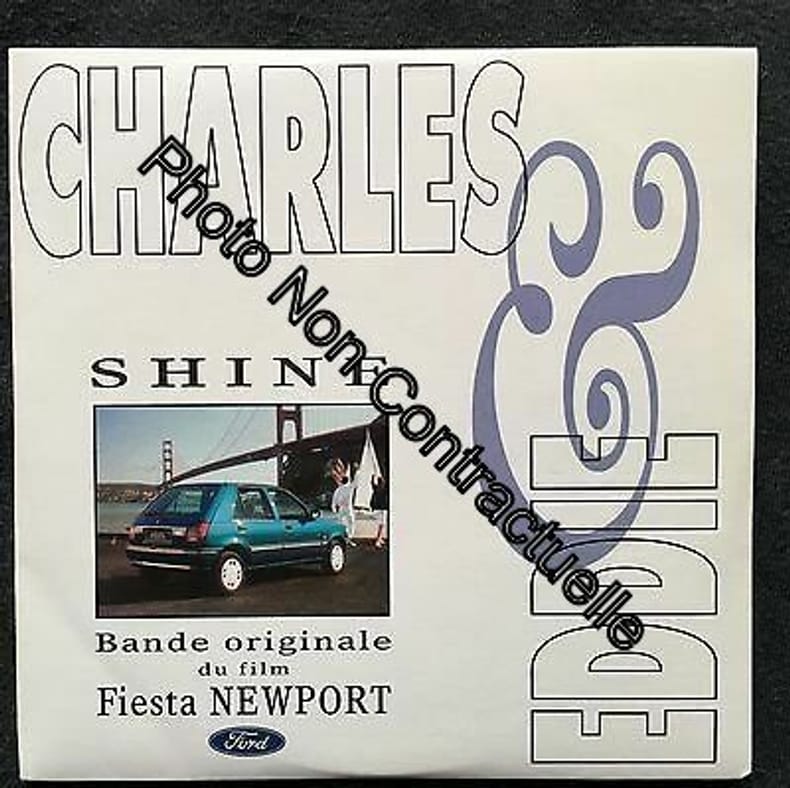 CHARLES
&
EDDIE
SHINE
Bande originale
du film
Fiesta NEWPORT
Ford
Photo Non Contractuelle